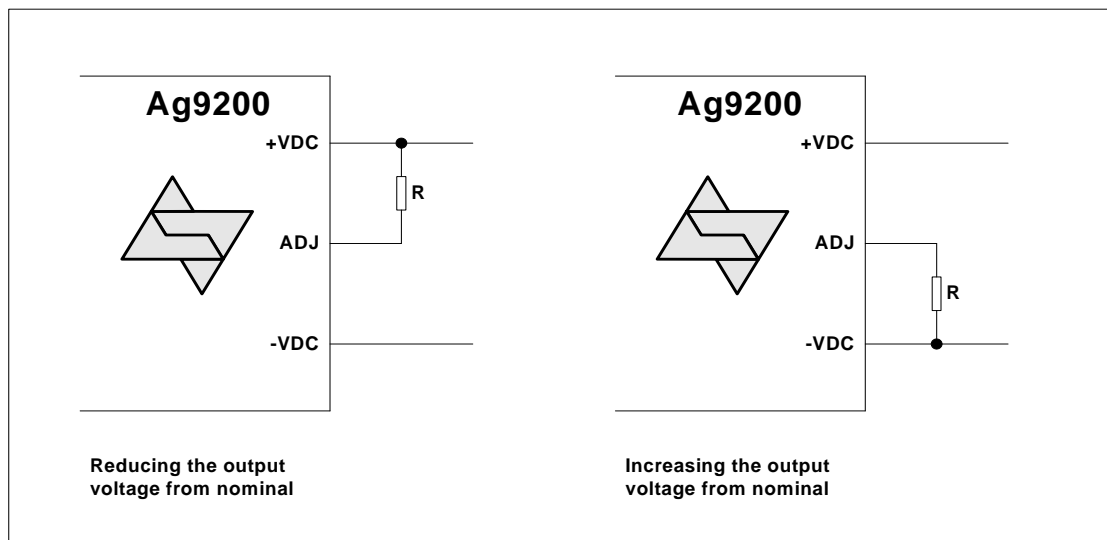 Ag9200
+VDC
R
ADJ
-VDC
Reducing the output
voltage from nominal
Ag9200
+VDC
ADJ
R
-VDC
Increasing the output
voltage from nominal